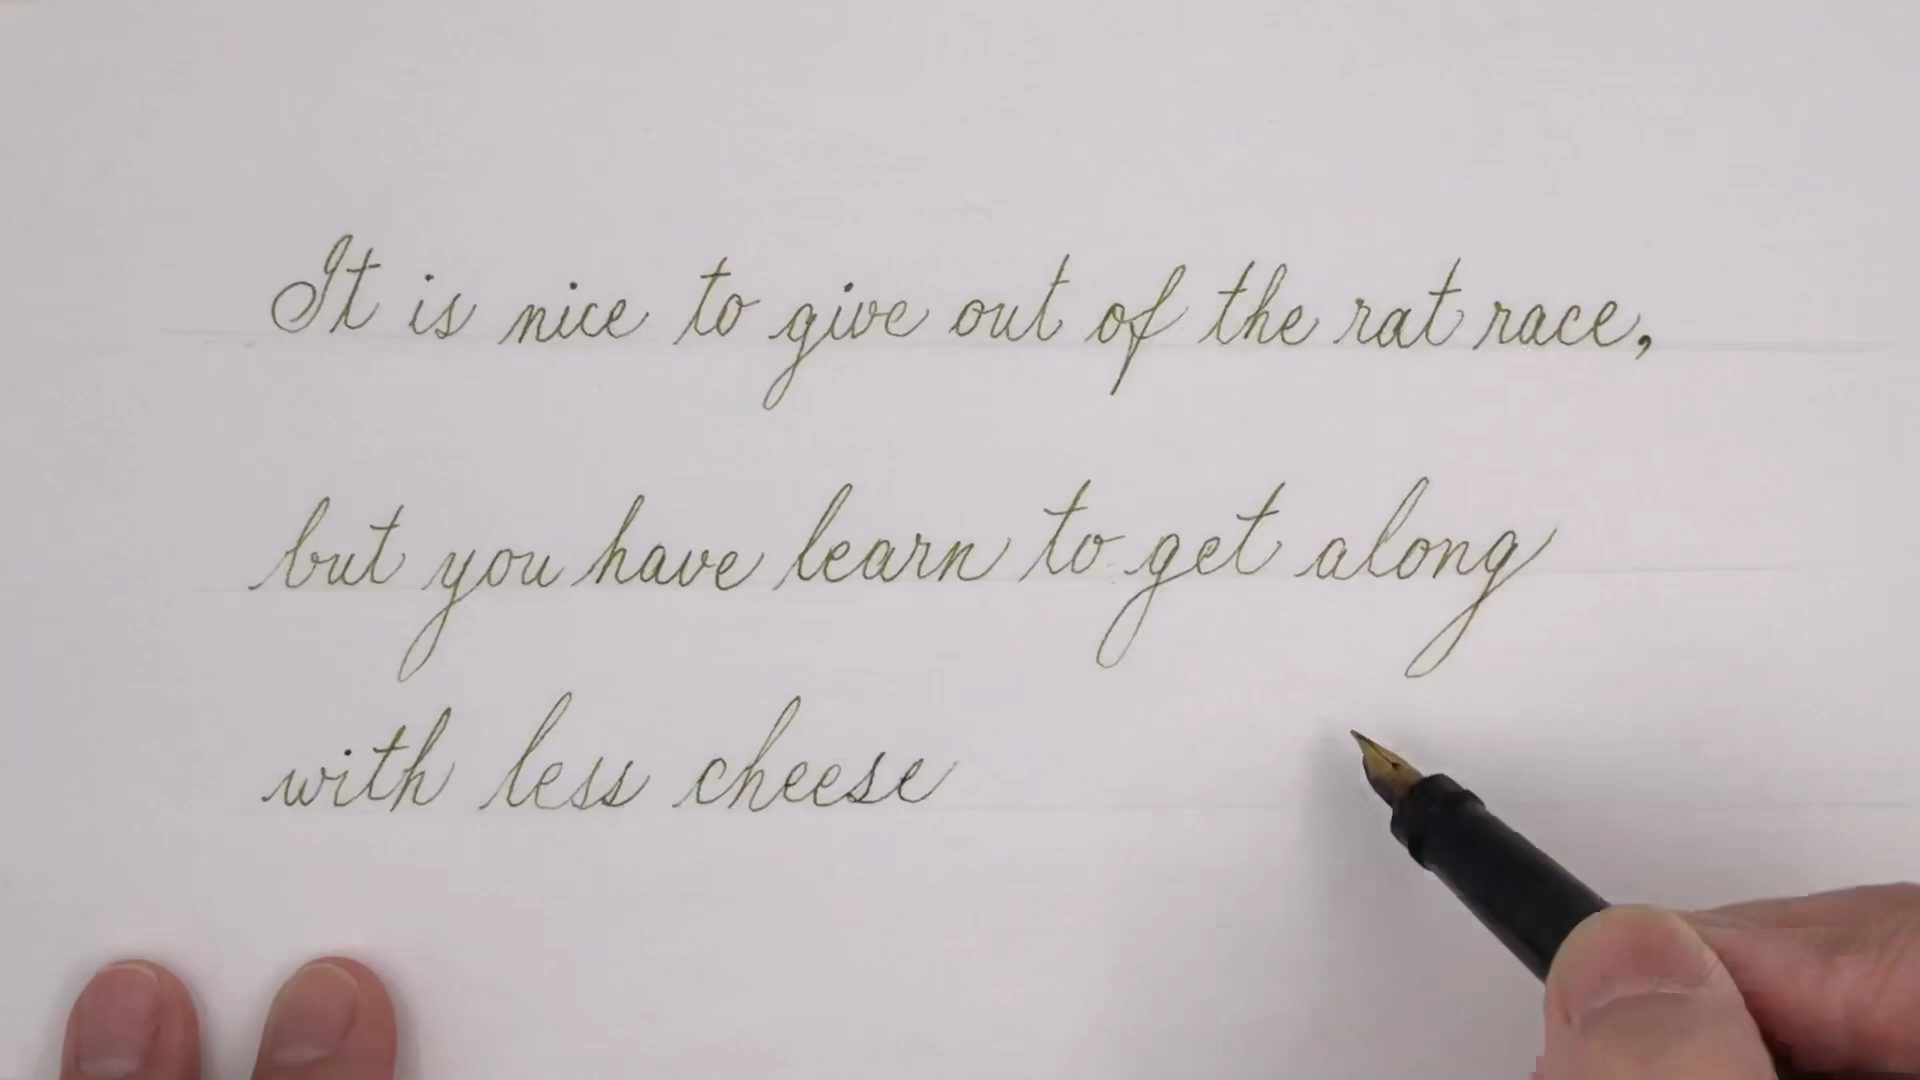 It is nice to give out of the rat race,
but you have learn to get along
with less cheese